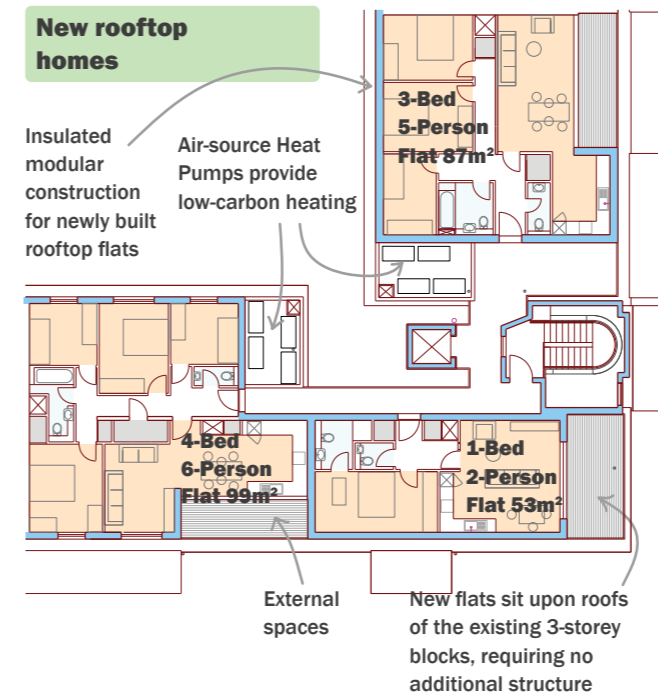 New rooftop
homes
Insulated
modular
construction
for newly built
rooftop flats
Air-source Heat
Pumps provide
low-carbon heating
3-Bed
5-Person
Flat 87m²
4-Bed
6-Person
Flat 99m²
1-Bed
2-Person
Flat 53m²
External
spaces
New flats sit upon roofs
of the existing 3-storey
blocks, requiring no
additional structure